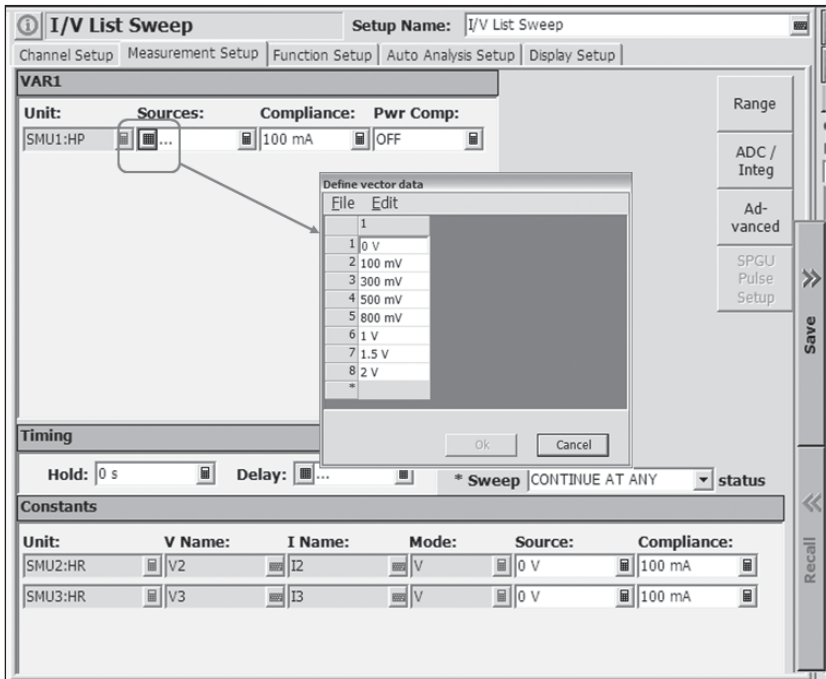 I/V List Sweep
Setup Name: I/V List Sweep
Channel Setup Measurement Setup Function Setup Auto Analysis Setup Display Setup
VAR1
Unit: Sources: Compliance: Pwr Comp:
SMU1:HP ... 100 mA OFF
Range
ADC /
Integ
Ad-
vanced
SPGU
Pulse
Setup
Save
Recall
Define vector data
File Edit
1
1 0 V
2 100 mV
3 300 mV
4 500 mV
5 800 mV
6 1 V
7 1.5 V
8 2 V
*
Ok Cancel
Timing
Hold: 0 s Delay: ... * Sweep CONTINUE AT ANY status
Constants
Unit: V Name: I Name: Mode: Source: Compliance:
SMU2:HR V2 I2 V 0 V 100 mA
SMU3:HR V3 I3 V 0 V 100 mA